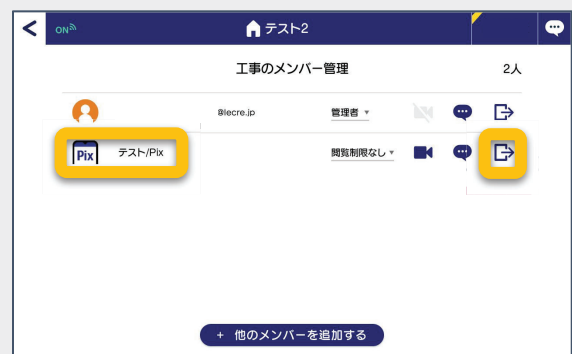 ON
テスト2
工事のメンバー管理 2人
@lecre.jp 管理者
Pix テスト/Pix 閲覧制限なし
+ 他のメンバーを追加する